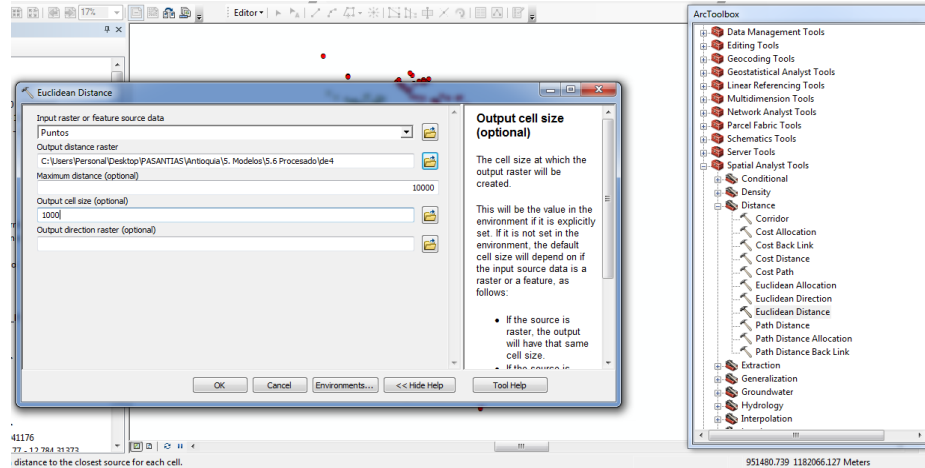 17%
Editor
ArcToolbox
Data Management Tools
Editing Tools
Geocoding Tools
Geostatistical Analyst Tools
Linear Referencing Tools
Multidimension Tools
Network Analyst Tools
Parcel Fabric Tools
Schematics Tools
Server Tools
Spatial Analyst Tools
Conditional
Density
Distance
Corridor
Cost Allocation
Cost Back Link
Cost Distance
Cost Path
Euclidean Allocation
Euclidean Direction
Euclidean Distance
Path Distance
Path Distance Allocation
Path Distance Back Link
Extraction
Generalization
Groundwater
Hydrology
Interpolation
Euclidean Distance
Input raster or feature source data
Puntos
Output distance raster
C:\Users\Personal\Desktop\PASANTIAS\Antioquia\5. Modelos\5.6 Procesado\de4
Maximum distance (optional)
10000
Output cell size (optional)
1000
Output direction raster (optional)
OK
Cancel
Environments...
<< Hide Help
Tool Help
Output cell size
(optional)
The cell size at which the
output raster will be
created.
This will be the value in the
environment if it is explicitly
set. If it is not set in the
environment, the default
cell size will depend on if
the input source data is a
raster or a feature, as
follows:
• If the source is
raster, the output
will have that same
cell size.
• If the source is
41176
77 - 12.784,31373
distance to the closest source for each cell.
951480.739 1182066.127 Meters